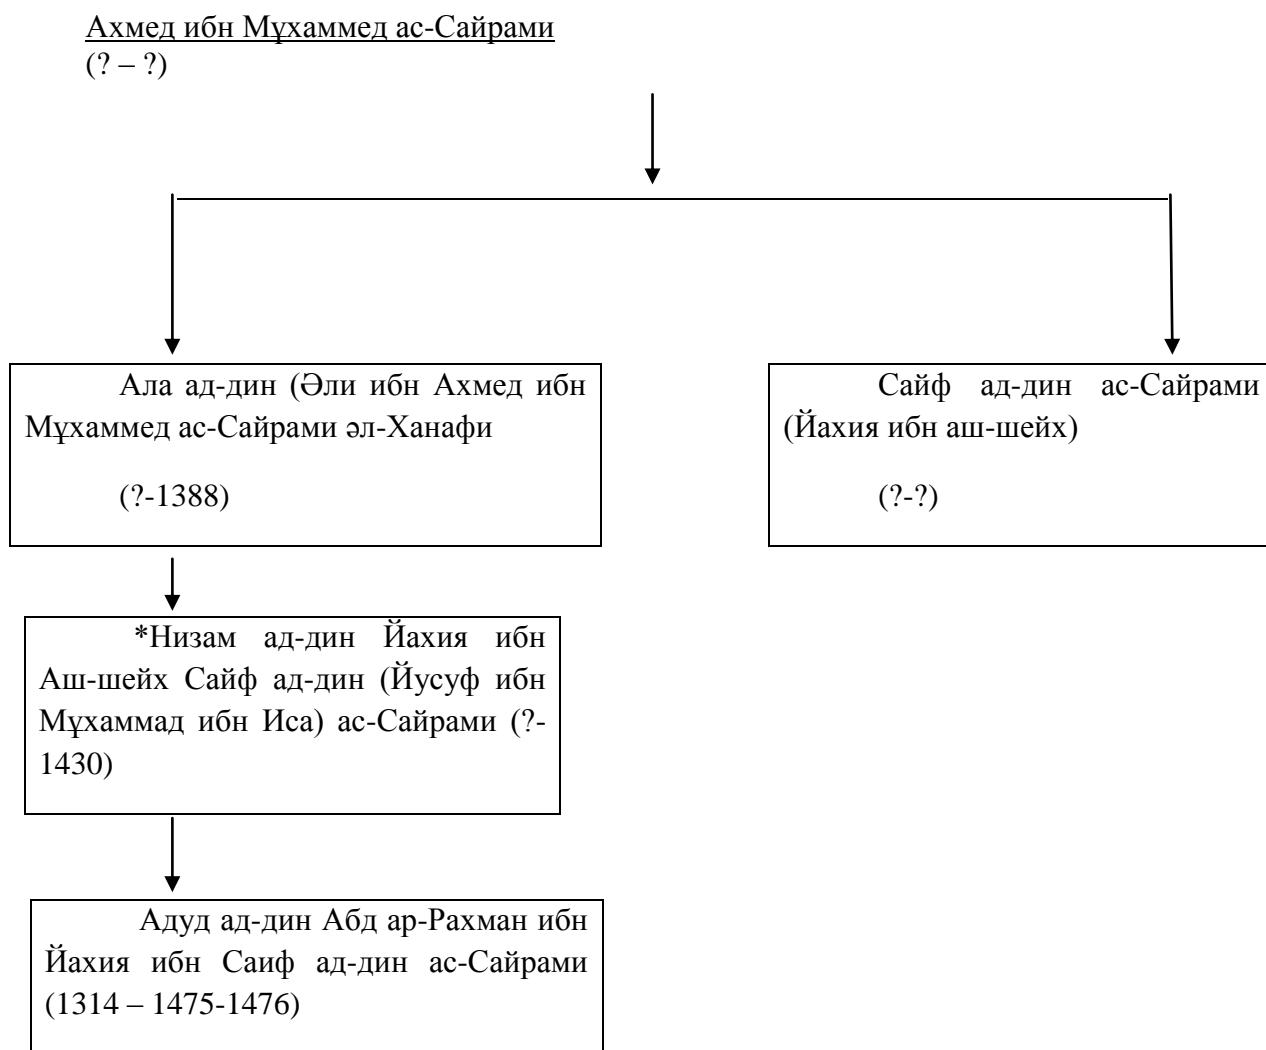 Ахмед ибн Мұхаммед ас-Сайрами
(? – ?)
Ала ад-дин (Әли ибн Ахмед ибн
Мұхаммед ас-Сайрами әл-Ханафи
(?-1388)
Сайф ад-дин ас-Сайрами
(Йахия ибн аш-шейх)
(?-?)
*Низам ад-дин Йахия ибн
Аш-шейх Сайф ад-дин (Йусуф ибн
Мұхаммад ибн Иса) ас-Сайрами (?-
1430)
Адуд ад-дин Абд ар-Рахман ибн
Йахия ибн Саиф ад-дин ас-Сайрами
(1314 – 1475-1476)